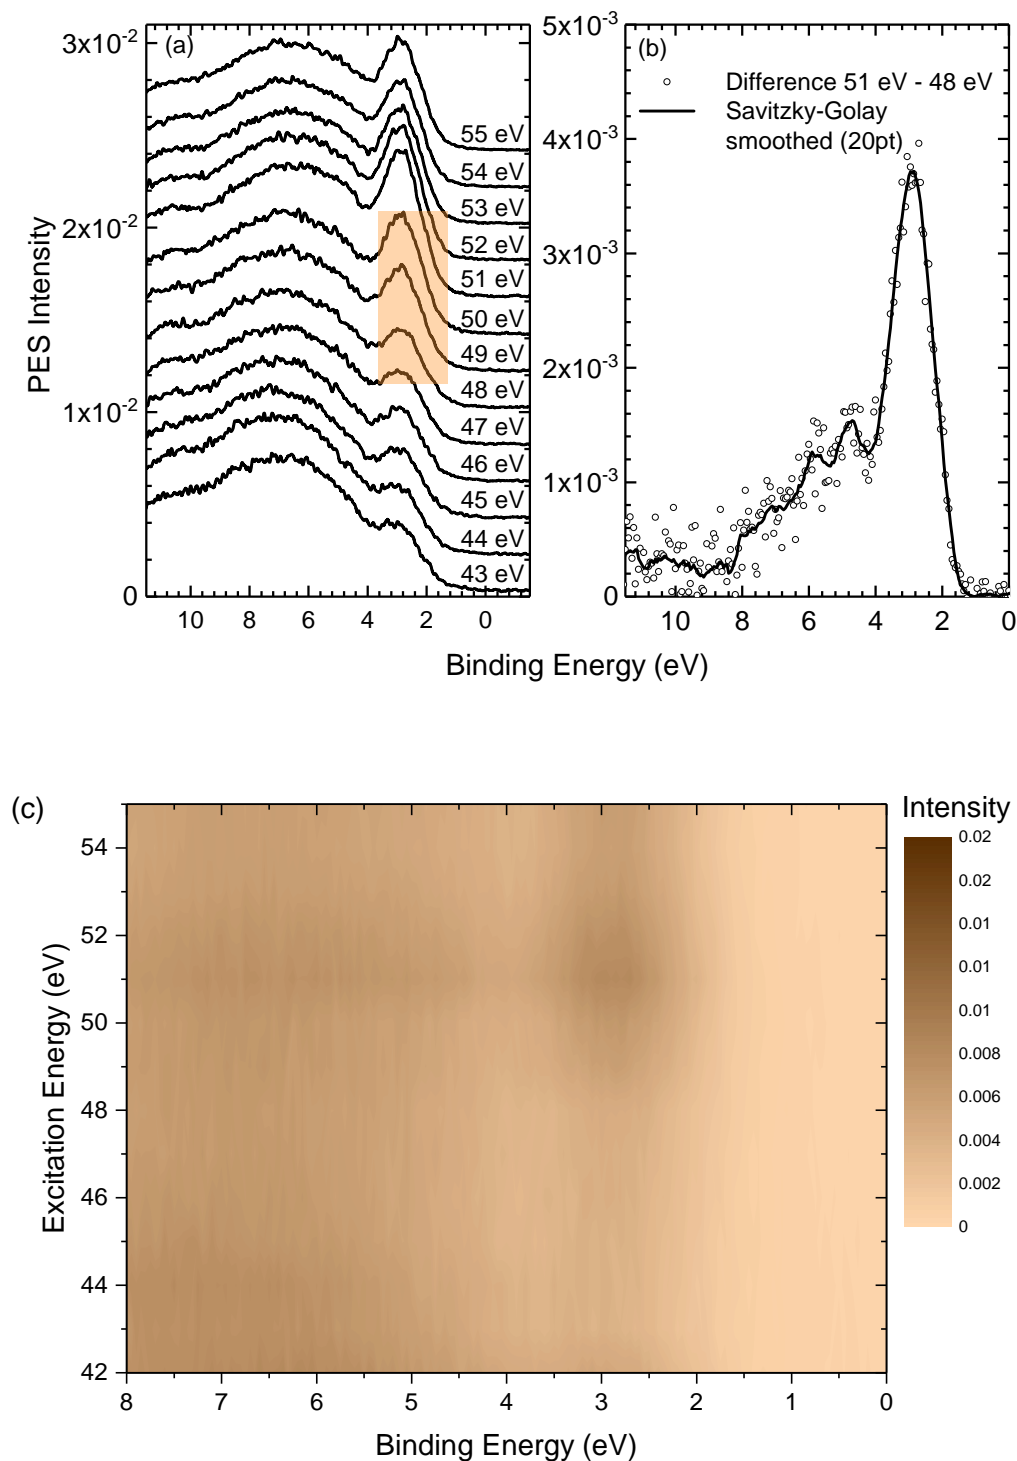 (a)
3x10-2
2x10-2
1x10-2
0
PES Intensity
55 eV
54 eV
53 eV
52 eV
51 eV
50 eV
49 eV
48 eV
47 eV
46 eV
45 eV
44 eV
43 eV
10 8 6 4 2 0
(b)
5x10-3
4x10-3
3x10-3
2x10-3
1x10-3
0
Difference 51 eV - 48 eV
Savitzky-Golay
smoothed (20pt)
10 8 6 4 2 0
Binding Energy (eV)
(c)
54
52
50
48
46
44
42
Excitation Energy (eV)
8 7 6 5 4 3 2 1 0
Binding Energy (eV)
Intensity
0.02
0.02
0.01
0.01
0.01
0.008
0.006
0.004
0.002
0